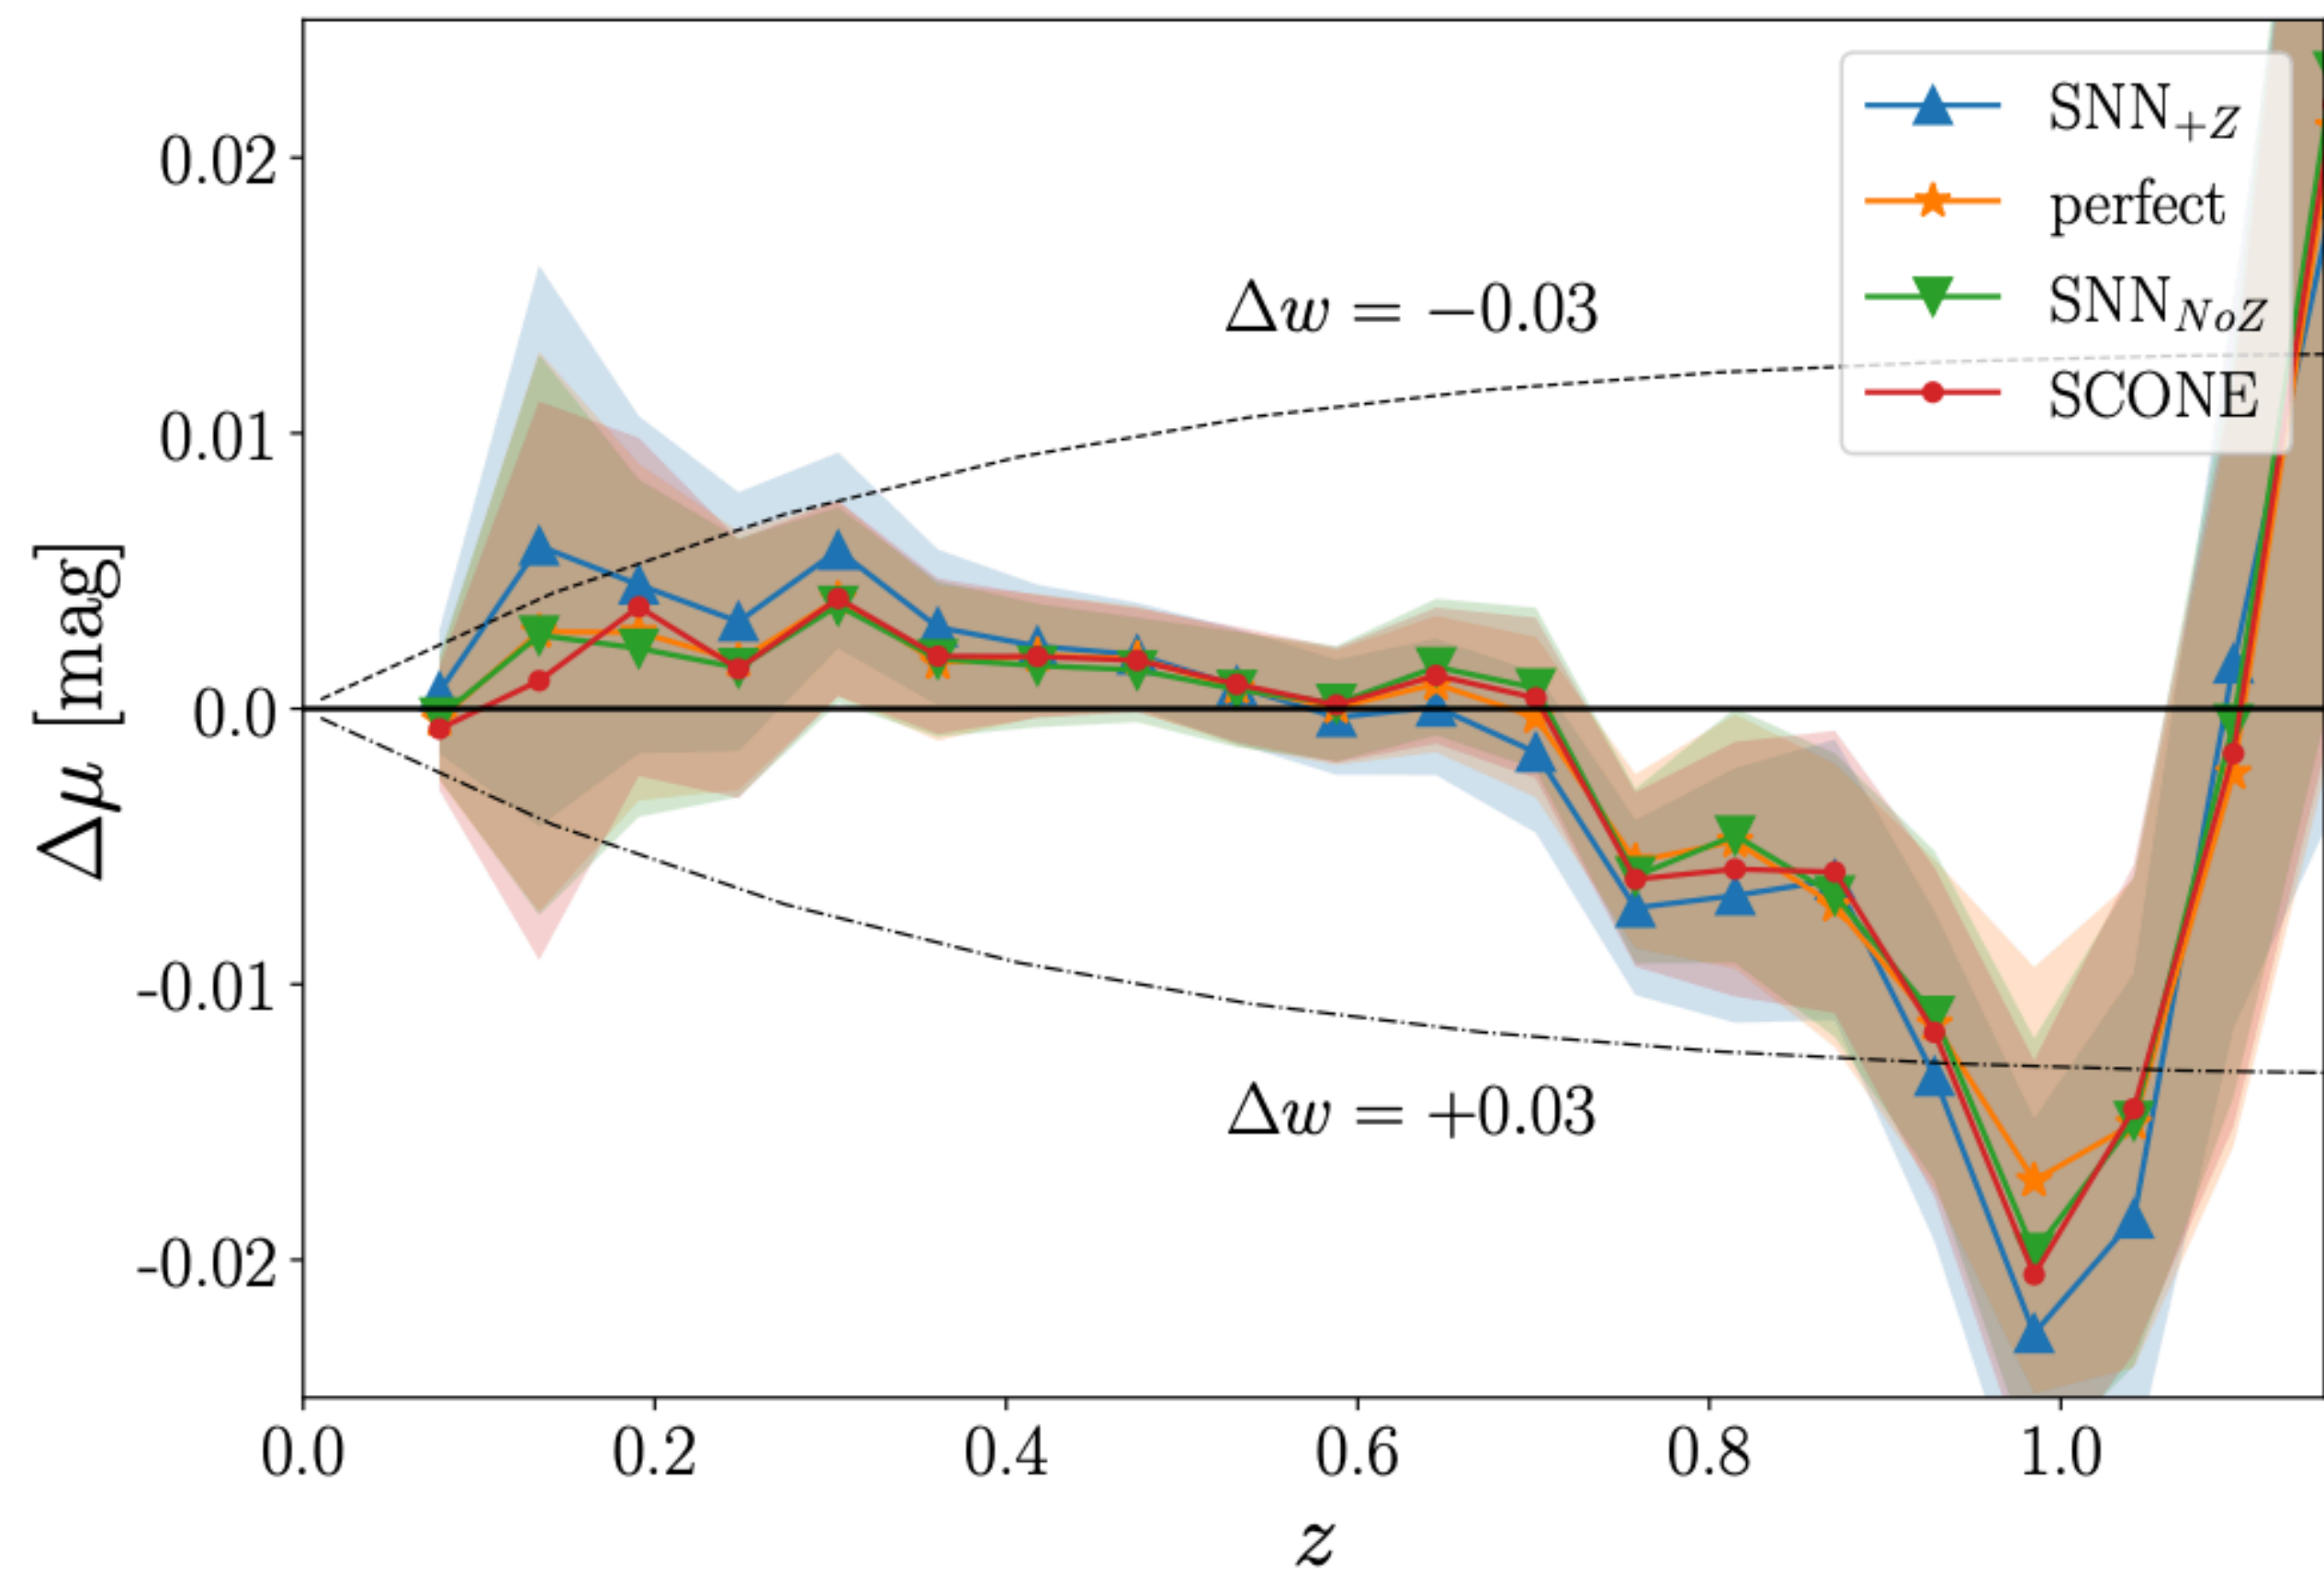 SNN+Z
perfect
SNNNoZ
SCONE
Δw = −0.03
Δw = +0.03
Δμ [mag]
0.02
0.01
0.0
-0.01
-0.02
0.0 0.2 0.4 0.6 0.8 1.0
z